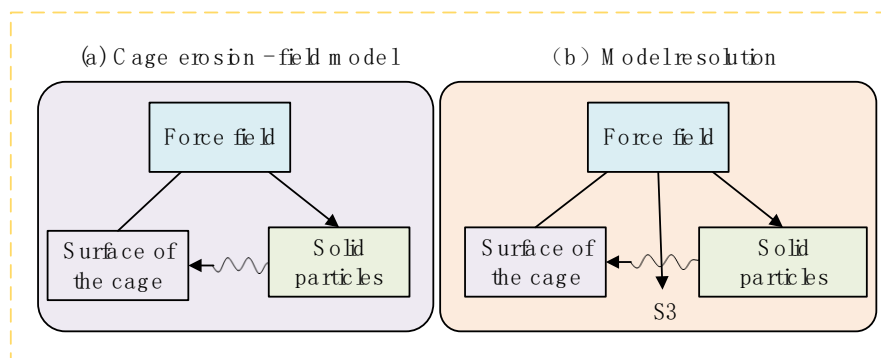 (a) Cage erosion-field model
(b) Model resolution
Force field
Surface of
the cage
Solid
particles
Force field
Surface of
the cage
Solid
particles
S3